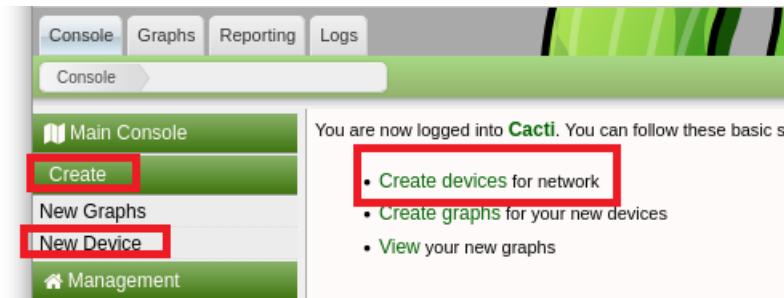 Console Graphs Reporting Logs
Console
Main Console
Create
New Graphs
New Device
Management
You are now logged into Cacti. You can follow these basic s
• Create devices for network
• Create graphs for your new devices
• View your new graphs